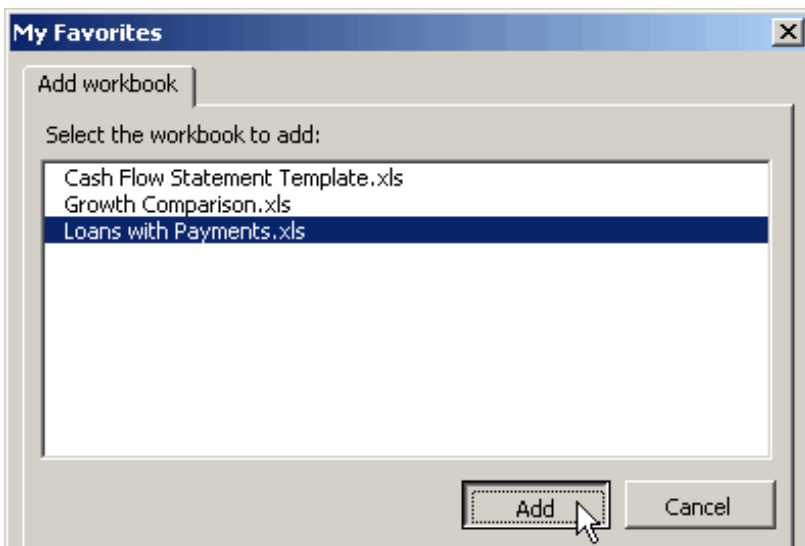 My Favorites
Add workbook
Select the workbook to add:
Cash Flow Statement Template.xls
Growth Comparison.xls
Loans with Payments.xls
Add Cancel